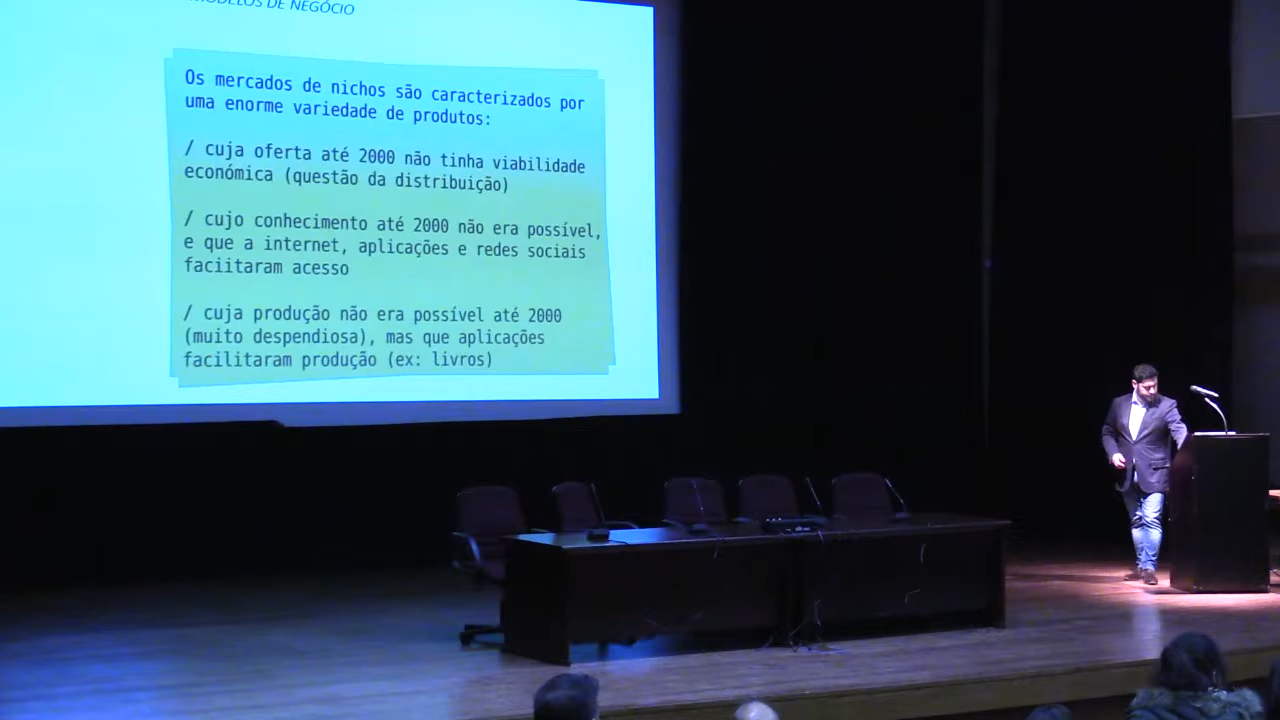 MODELOS DE NEGÓCIO
Os mercados de nichos são caracterizados por
uma enorme variedade de produtos:
/ cuja oferta até 2000 não tinha viabilidade
económica (questão da distribuição)
/ cujo conhecimento até 2000 não era possível,
e que a internet, aplicações e redes sociais
faciitaram acesso
/ cuja produção não era possível até 2000
(muito despendiosa), mas que aplicações
facilitaram produção (ex: livros)